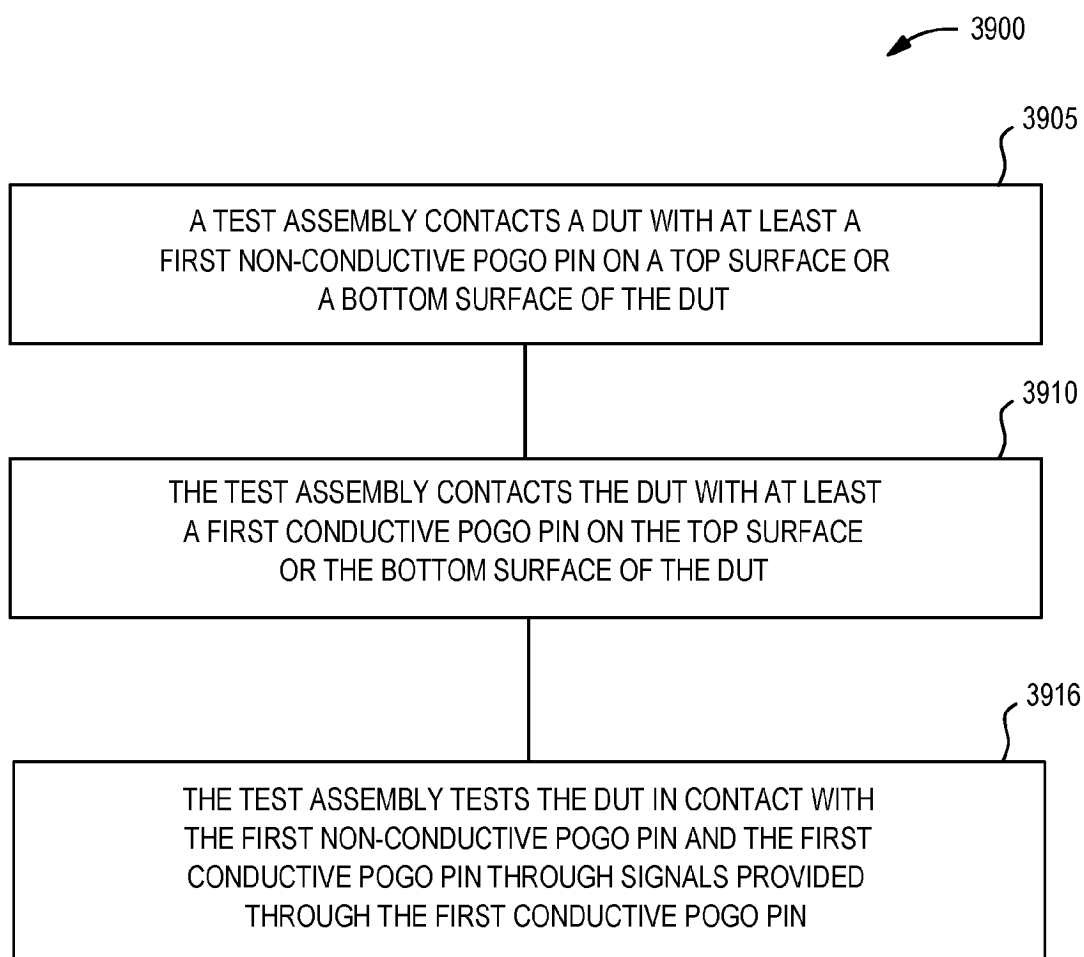 3900
3905
A TEST ASSEMBLY CONTACTS A DUT WITH AT LEAST A
FIRST NON-CONDUCTIVE POGO PIN ON A TOP SURFACE OR
A BOTTOM SURFACE OF THE DUT
3910
THE TEST ASSEMBLY CONTACTS THE DUT WITH AT LEAST
A FIRST CONDUCTIVE POGO PIN ON THE TOP SURFACE
OR THE BOTTOM SURFACE OF THE DUT
3916
THE TEST ASSEMBLY TESTS THE DUT IN CONTACT WITH
THE FIRST NON-CONDUCTIVE POGO PIN AND THE FIRST
CONDUCTIVE POGO PIN THROUGH SIGNALS PROVIDED
THROUGH THE FIRST CONDUCTIVE POGO PIN